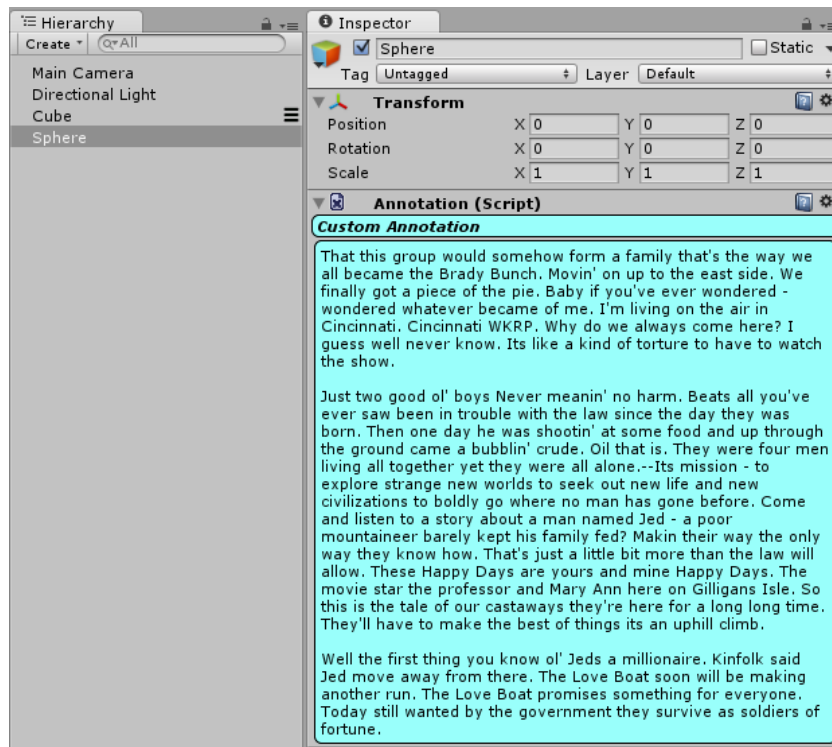 Hierarchy
Create
All
Main Camera
Directional Light
Cube
Sphere
Inspector
Sphere
Static
Tag Untagged Layer Default
Transform
Position X 0 Y 0 Z 0
Rotation X 0 Y 0 Z 0
Scale X 1 Y 1 Z 1
Annotation (Script)
Custom Annotation
That this group would somehow form a family that's the way we
all became the Brady Bunch. Movin' on up to the east side. We
finally got a piece of the pie. Baby if you've ever wondered -
wondered whatever became of me. I'm living on the air in
Cincinnati. Cincinnati WKRP. Why do we always come here? I
guess well never know. Its like a kind of torture to have to watch
the show.
Just two good ol' boys Never meanin' no harm. Beats all you've
ever saw been in trouble with the law since the day they was
born. Then one day he was shootin' at some food and up through
the ground came a bubblin' crude. Oil that is. They were four men
living all together yet they were all alone.--Its mission - to
explore strange new worlds to seek out new life and new
civilizations to boldly go where no man has gone before. Come
and listen to a story about a man named Jed - a poor
mountaineer barely kept his family fed? Makin their way the only
way they know how. That's just a little bit more than the law will
allow. These Happy Days are yours and mine Happy Days. The
movie star the professor and Mary Ann here on Gilligans Isle. So
this is the tale of our castaways they're here for a long long time.
They'll have to make the best of things its an uphill climb.
Well the first thing you know ol' Jeds a millionaire. Kinfolk said
Jed move away from there. The Love Boat soon will be making
another run. The Love Boat promises something for everyone.
Today still wanted by the government they survive as soldiers of
fortune.